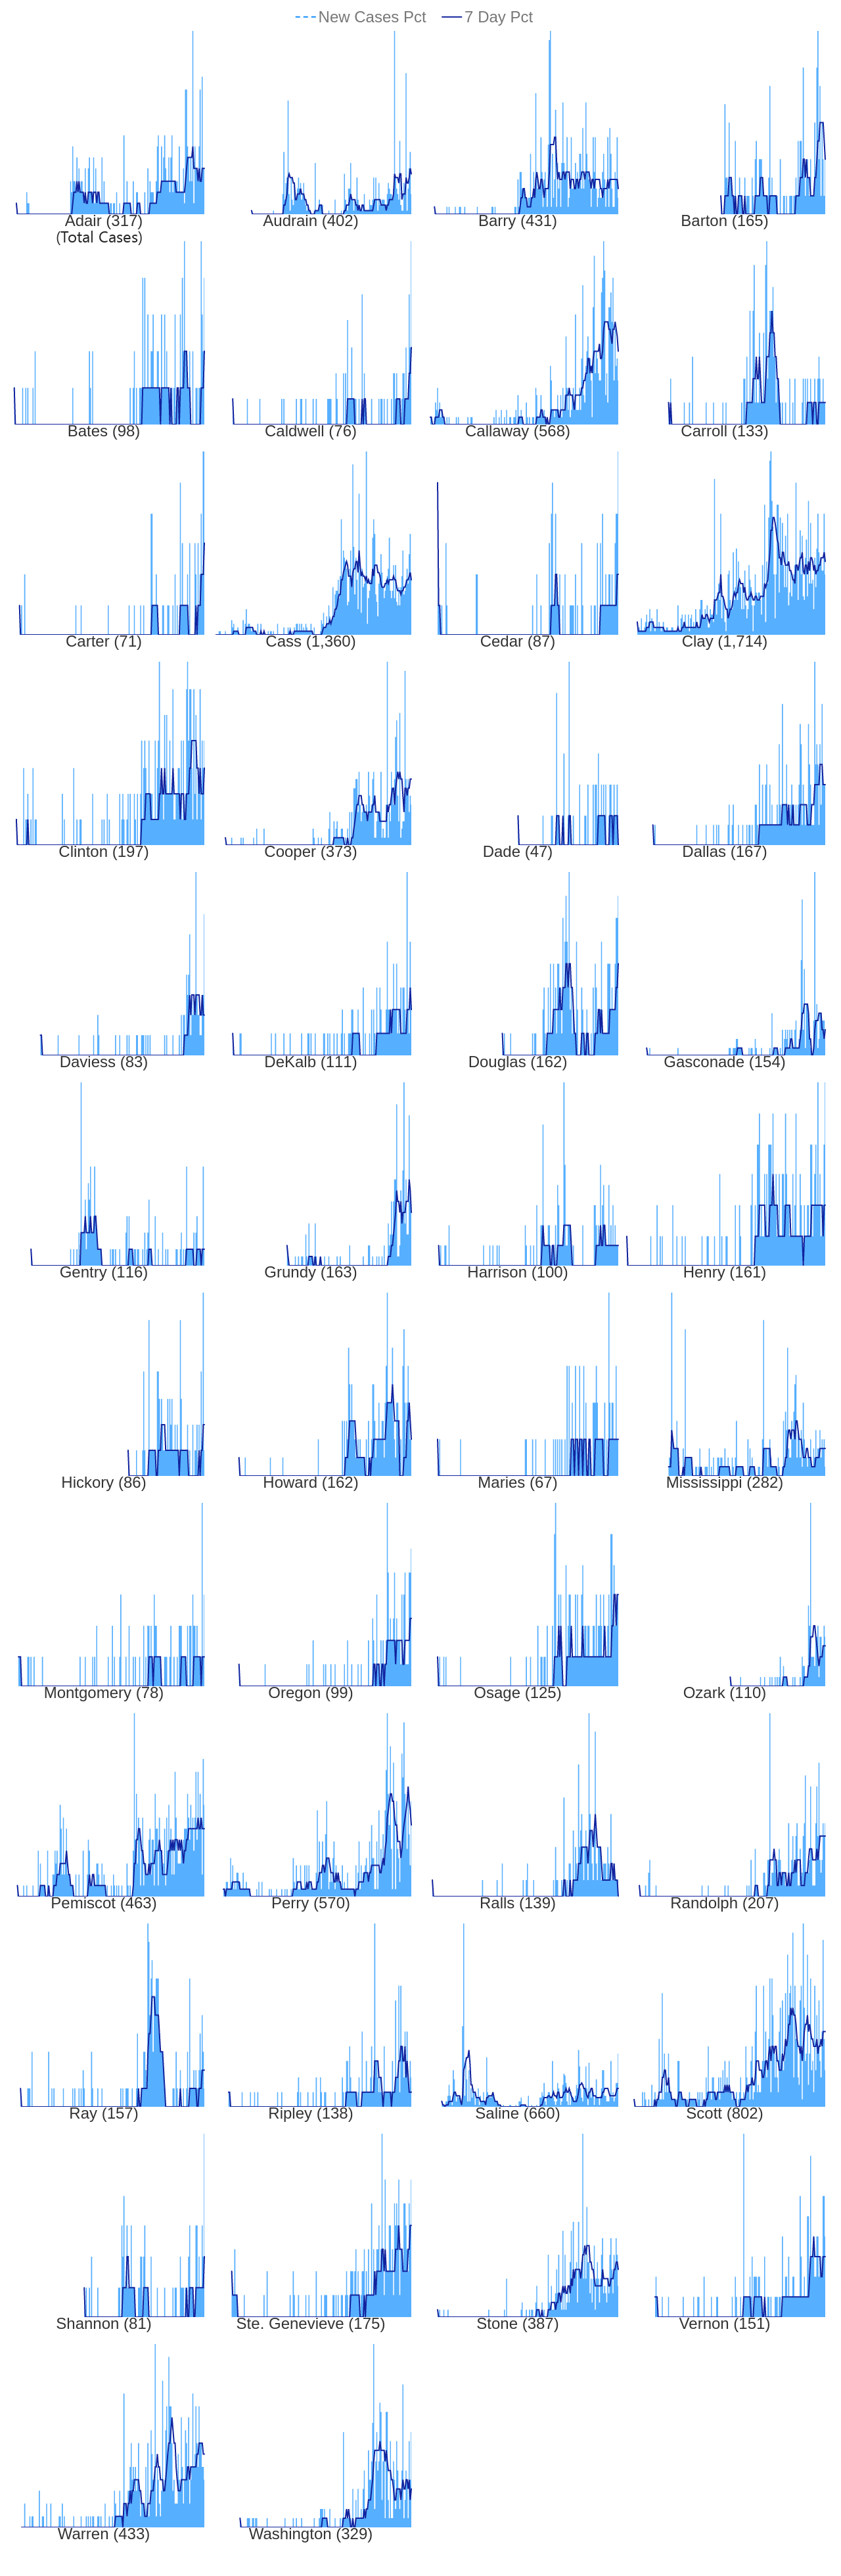 New Cases Pct 7 Day Pct
Adair (317) Audrain (402) Barry (431) Barton (165)
(Total Cases)
Bates (98) Caldwell (76) Callaway (568) Carroll (133)
Carter (71) Cass (1,360) Cedar (87) Clay (1,714)
Clinton (197) Cooper (373) Dade (47) Dallas (167)
Daviess (83) DeKalb (111) Douglas (162) Gasconade (154)
Gentry (116) Grundy (163) Harrison (100) Henry (161)
Hickory (86) Howard (162) Maries (67) Mississippi (282)
Montgomery (78) Oregon (99) Osage (125) Ozark (110)
Pemiscot (463) Perry (570) Ralls (139) Randolph (207)
Ray (157) Ripley (138) Saline (660) Scott (802)
Shannon (81) Ste. Genevieve (175) Stone (387) Vernon (151)
Warren (433) Washington (329)